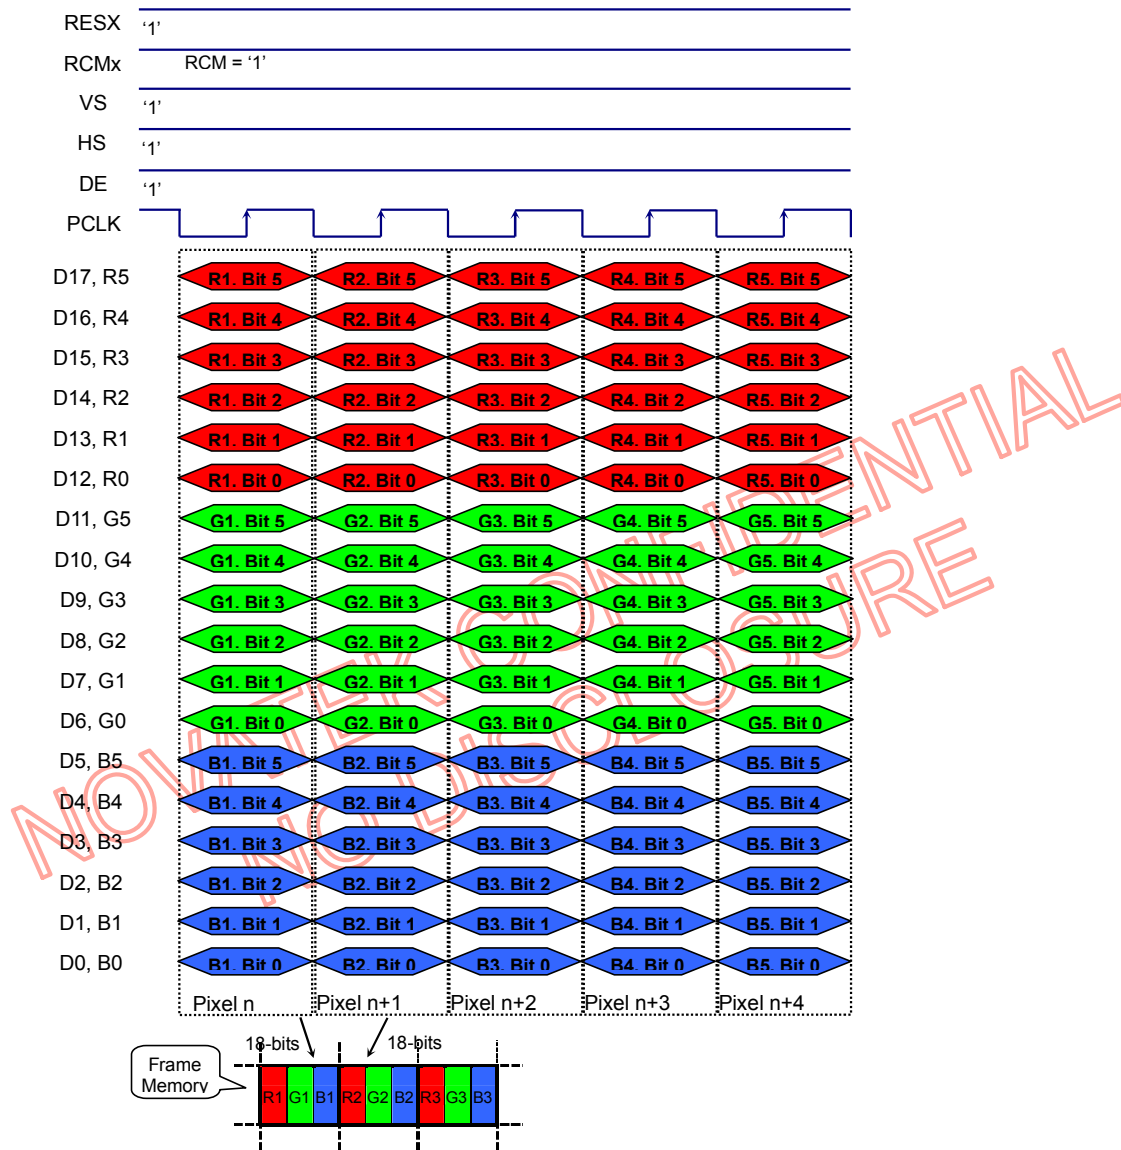 RESX '1'
RCMx RCM = '1'
VS '1'
HS '1'
DE '1'
PCLK
D17, R5 R1. Bit 5 R2. Bit 5 R3. Bit 5 R4. Bit 5 R5. Bit 5
D16, R4 R1. Bit 4 R2. Bit 4 R3. Bit 4 R4. Bit 4 R5. Bit 4
D15, R3 R1. Bit 3 R2. Bit 3 R3. Bit 3 R4. Bit 3 R5. Bit 3
D14, R2 R1. Bit 2 R2. Bit 2 R3. Bit 2 R4. Bit 2 R5. Bit 2
D13, R1 R1. Bit 1 R2. Bit 1 R3. Bit 1 R4. Bit 1 R5. Bit 1
D12, R0 R1. Bit 0 R2. Bit 0 R3. Bit 0 R4. Bit 0 R5. Bit 0
D11, G5 G1. Bit 5 G2. Bit 5 G3. Bit 5 G4. Bit 5 G5. Bit 5
D10, G4 G1. Bit 4 G2. Bit 4 G3. Bit 4 G4. Bit 4 G5. Bit 4
D9, G3 G1. Bit 3 G2. Bit 3 G3. Bit 3 G4. Bit 3 G5. Bit 3
D8, G2 G1. Bit 2 G2. Bit 2 G3. Bit 2 G4. Bit 2 G5. Bit 2
D7, G1 G1. Bit 1 G2. Bit 1 G3. Bit 1 G4. Bit 1 G5. Bit 1
D6, G0 G1. Bit 0 G2. Bit 0 G3. Bit 0 G4. Bit 0 G5. Bit 0
D5, B5 B1. Bit 5 B2. Bit 5 B3. Bit 5 B4. Bit 5 B5. Bit 5
D4, B4 B1. Bit 4 B2. Bit 4 B3. Bit 4 B4. Bit 4 B5. Bit 4
D3, B3 B1. Bit 3 B2. Bit 3 B3. Bit 3 B4. Bit 3 B5. Bit 3
D2, B2 B1. Bit 2 B2. Bit 2 B3. Bit 2 B4. Bit 2 B5. Bit 2
D1, B1 B1. Bit 1 B2. Bit 1 B3. Bit 1 B4. Bit 1 B5. Bit 1
D0, B0 B1. Bit 0 B2. Bit 0 B3. Bit 0 B4. Bit 0 B5. Bit 0
Pixel n Pixel n+1 Pixel n+2 Pixel n+3 Pixel n+4
18-bits 18-bits
Frame
Memory
R1 G1 B1 R2 G2 B2 R3 G3 B3
NOVATEK CONFIDENTIAL
NO DISCLOSURE